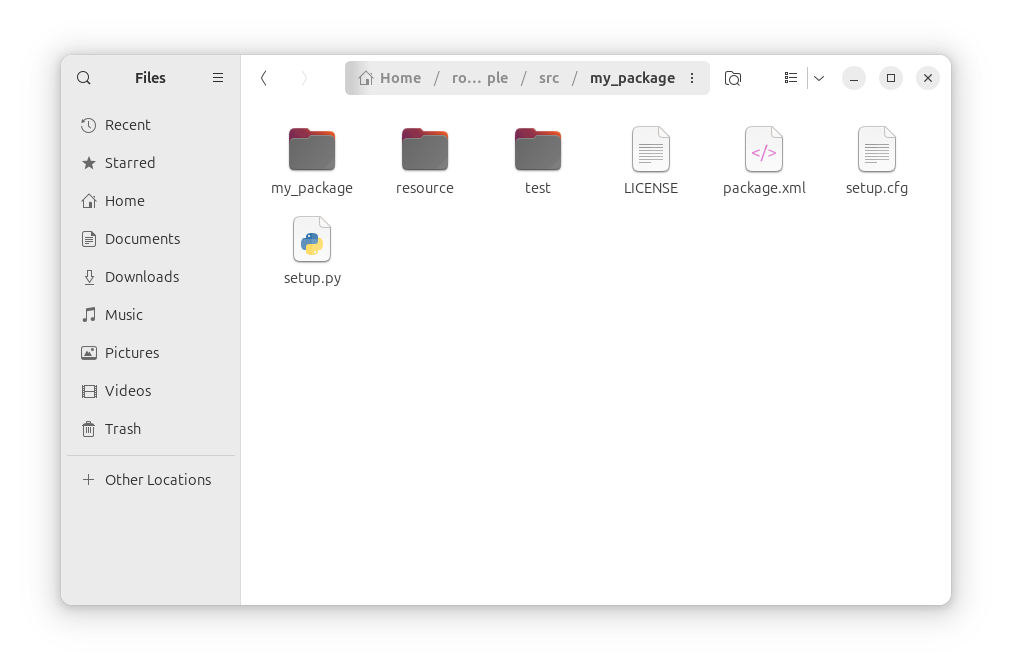 Files
Home / ro… ple / src / my_package
Recent
Starred
Home
Documents
Downloads
Music
Pictures
Videos
Trash
Other Locations
my_package resource test LICENSE package.xml setup.cfg
setup.py